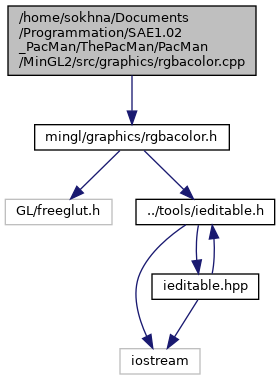 /home/sokhna/Documents
/Programmation/SAE1.02
_PacMan/ThePacMan/PacMan
/MinGL2/src/graphics/rgbacolor.cpp
mingl/graphics/rgbacolor.h
GL/freeglut.h
../tools/ieditable.h
ieditable.hpp
iostream